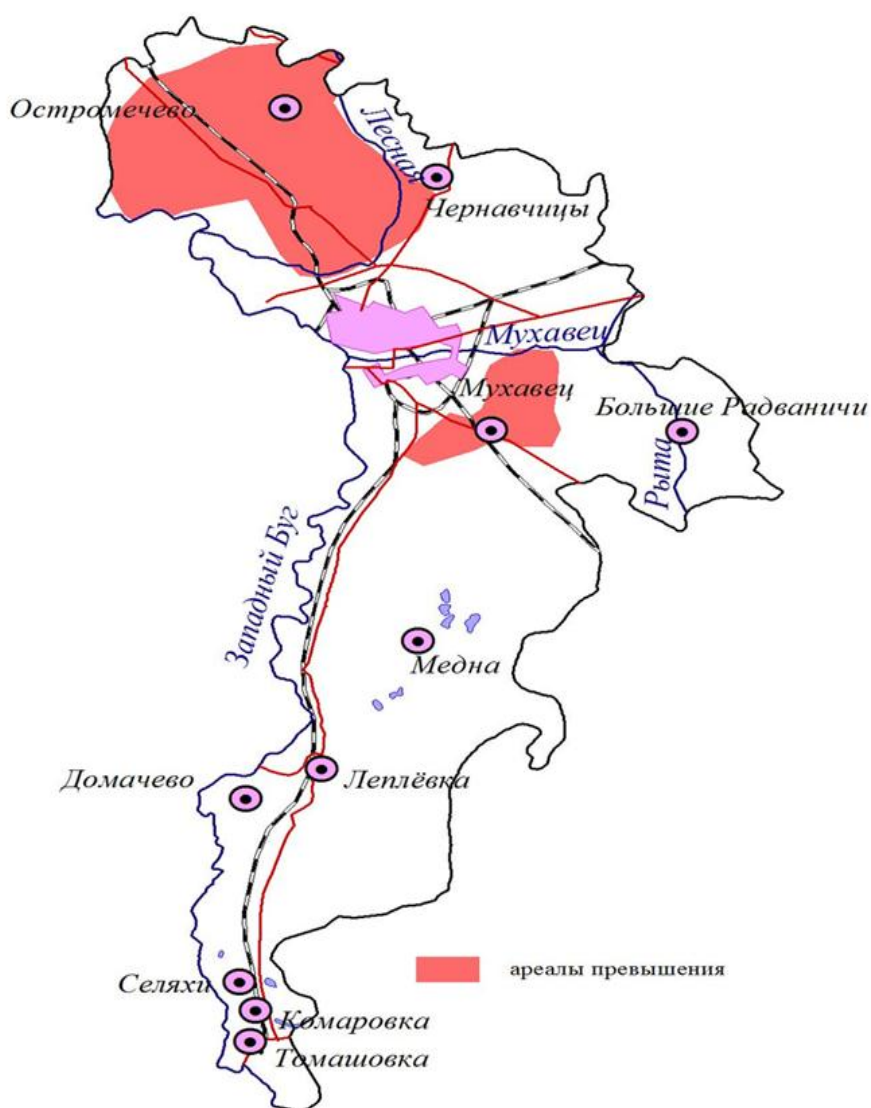 Остромечево
Лесная
Чернавчицы
Мухавец
Мухавец
Большие Радваничи
Рыта
Западный Буг
Медна
Домачево
Леплёвка
Селяхи
ареалы превышения
Комаровка
Томашовка